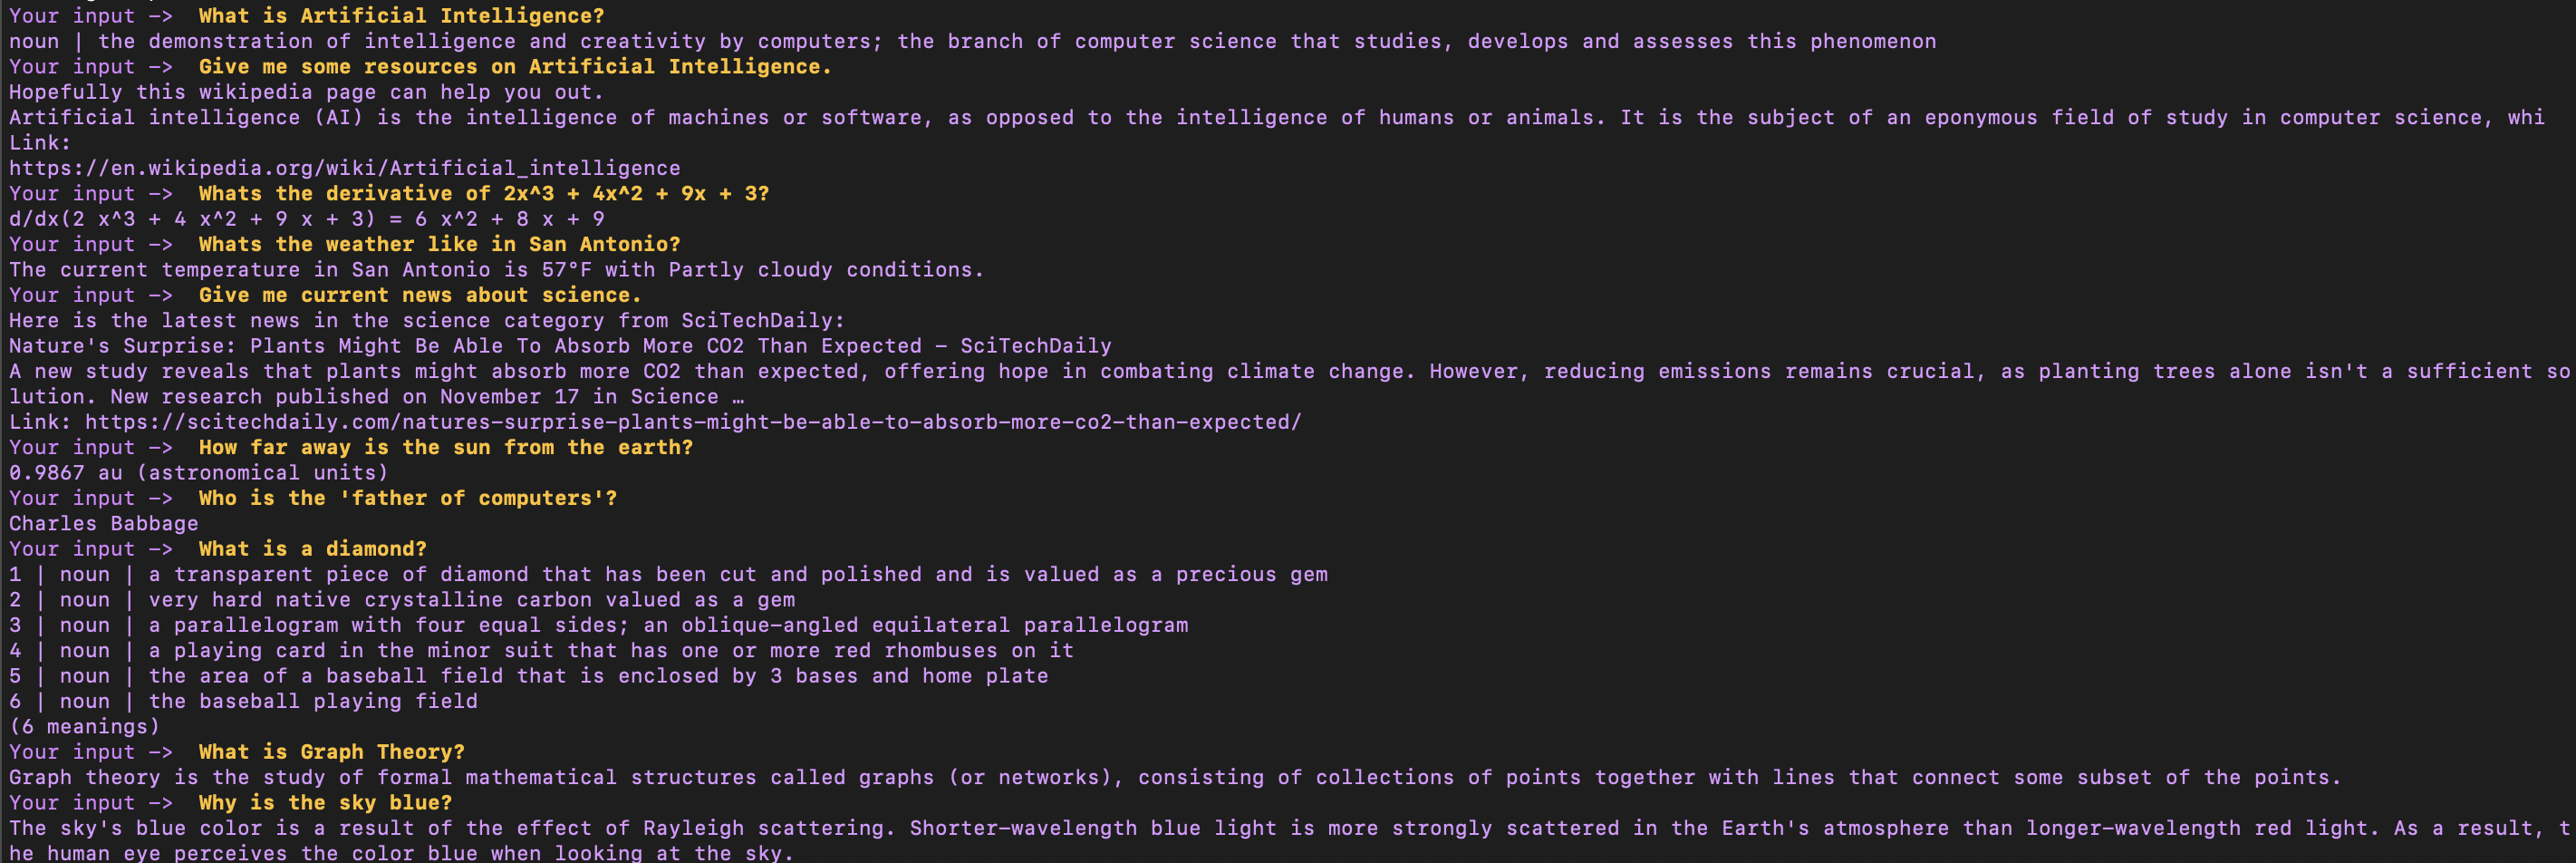 Your input ->  What is Artificial Intelligence?
noun | the demonstration of intelligence and creativity by computers; the branch of computer science that studies, develops and assesses this phenomenon
Your input ->  Give me some resources on Artificial Intelligence.
Hopefully this wikipedia page can help you out.
Artificial intelligence (AI) is the intelligence of machines or software, as opposed to the intelligence of humans or animals. It is the subject of an eponymous field of study in computer science, whi
Link:
https://en.wikipedia.org/wiki/Artificial_intelligence
Your input ->  Whats the derivative of 2x^3 + 4x^2 + 9x + 3?
d/dx(2 x^3 + 4 x^2 + 9 x + 3) = 6 x^2 + 8 x + 9
Your input ->  Whats the weather like in San Antonio?
The current temperature in San Antonio is 57°F with Partly cloudy conditions.
Your input ->  Give me current news about science.
Here is the latest news in the science category from SciTechDaily:
Nature's Surprise: Plants Might Be Able To Absorb More CO2 Than Expected – SciTechDaily
A new study reveals that plants might absorb more CO2 than expected, offering hope in combating climate change. However, reducing emissions remains crucial, as planting trees alone isn't a sufficient so
lution. New research published on November 17 in Science …
Link: https://scitechdaily.com/natures-surprise-plants-might-be-able-to-absorb-more-co2-than-expected/
Your input ->  How far away is the sun from the earth?
0.9867 au (astronomical units)
Your input ->  Who is the 'father of computers'?
Charles Babbage
Your input ->  What is a diamond?
1 | noun | a transparent piece of diamond that has been cut and polished and is valued as a precious gem
2 | noun | very hard native crystalline carbon valued as a gem
3 | noun | a parallelogram with four equal sides; an oblique-angled equilateral parallelogram
4 | noun | a playing card in the minor suit that has one or more red rhombuses on it
5 | noun | the area of a baseball field that is enclosed by 3 bases and home plate
6 | noun | the baseball playing field
(6 meanings)
Your input ->  What is Graph Theory?
Graph theory is the study of formal mathematical structures called graphs (or networks), consisting of collections of points together with lines that connect some subset of the points.
Your input ->  Why is the sky blue?
The sky's blue color is a result of the effect of Rayleigh scattering. Shorter-wavelength blue light is more strongly scattered in the Earth's atmosphere than longer-wavelength red light. As a result, t
he human eye perceives the color blue when looking at the sky.